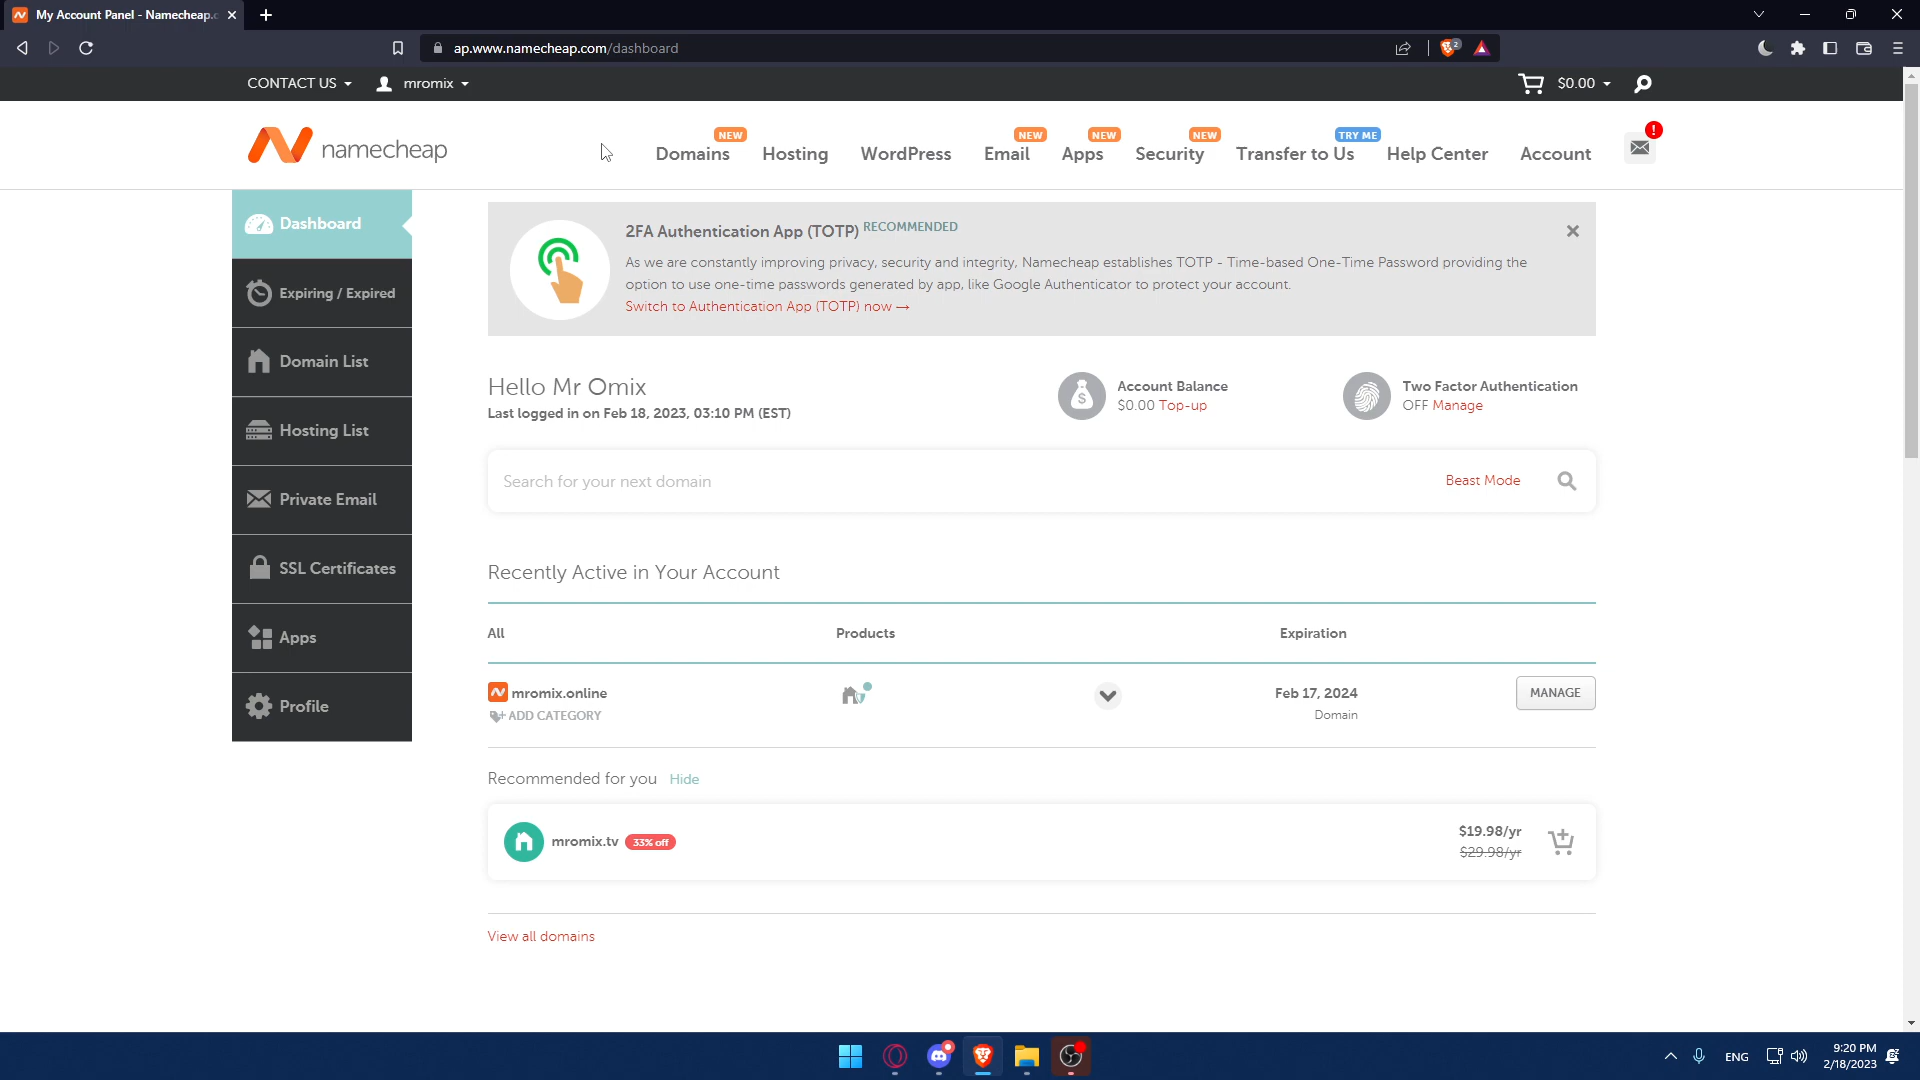 My Account Panel - Namecheap.c
ap.www.namecheap.com/dashboard
2
CONTACT US
mromix
$0.00
namecheap
NEW
NEW
NEW
NEW
TRY ME
!
Domains
Hosting
WordPress
Email
Apps
Security
Transfer to Us
Help Center
Account
Dashboard
Expiring / Expired
Domain List
Hosting List
Private Email
SSL Certificates
Apps
Profile
2FA Authentication App (TOTP) RECOMMENDED
As we are constantly improving privacy, security and integrity, Namecheap establishes TOTP - Time-based One-Time Password providing the
option to use one-time passwords generated by app, like Google Authenticator to protect your account.
Switch to Authentication App (TOTP) now →
Hello Mr Omix
Last logged in on Feb 18, 2023, 03:10 PM (EST)
Account Balance
$0.00 Top-up
Two Factor Authentication
OFF Manage
Search for your next domain
Beast Mode
Recently Active in Your Account
All
Products
Expiration
mromix.online
ADD CATEGORY
Feb 17, 2024
Domain
MANAGE
Recommended for you Hide
mromix.tv 33% off
$19.98/yr
$29.98/yr
View all domains
ENG
9:20 PM
2/18/2023